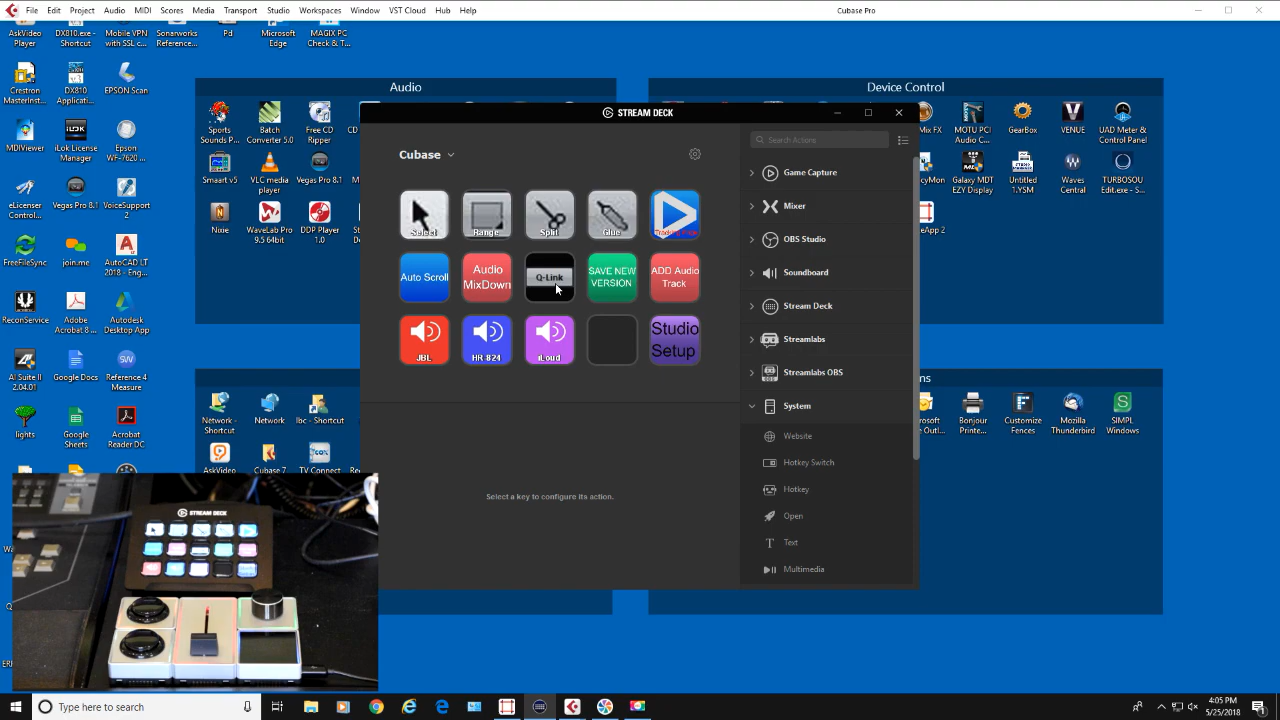 File Edit Project Audio MIDI Scores Media Transport Studio Workspaces Window VST Cloud Hub Help
Cubase Pro
AskVideo Player
DX810.exe - Shortcut
Mobile VPN with SSL c...
Sonarworks Reference...
Pd
Microsoft Edge
MAGIX PC Check & T...
Crestron MasterInst...
DX810 Applicati...
EPSON Scan
MDIViewer
iLok License Manager
Epson WF-7620 ...
eLicenser Control...
Vegas Pro 8.1
VoiceSupport 2
FreeFileSync
join.me
AutoCAD LT 2018 - Eng...
ReconService
Adobe Acrobat 8 ...
Autodesk Desktop App
AI Suite II 2.04.01
Google Docs
Reference 4 Measure
lights
Google Sheets
Acrobat Reader DC
Audio
Sports Sounds P...
Batch Converter 5.0
Free CD Ripper
Smaart v5
VLC media player
Vegas Pro 8.1
Nixie
WaveLab Pro 9.5 64bit
DDP Player 1.0
Network - Shortcut
Network
lbc - Shortcut
AskVideo
Cubase 7
TV Connect
Device Control
MOTU PCI Audio ...
GearBox
VENUE
UAD Meter & Control Panel
Galaxy MDT EZY Display
Untitled 1.YSM
Waves Central
TURBOSOU Edit.exe - S...
Bonjour Printe...
Customize Fences
Mozilla Thunderbird
SIMPL Windows
STREAM DECK
Cubase
Select
Range
Split
Glue
Auto Scroll
Audio MixDown
Q-Link
SAVE NEW VERSION
ADD Audio Track
JBL
HR 824
iLoud
Studio Setup
Select a key to configure its action.
Search Actions
Game Capture
Mixer
OBS Studio
Soundboard
Stream Deck
Streamlabs
Streamlabs OBS
System
Website
Hotkey Switch
Hotkey
Open
Text
Multimedia
STREAM DECK
Type here to search
4:05 PM
5/25/2018